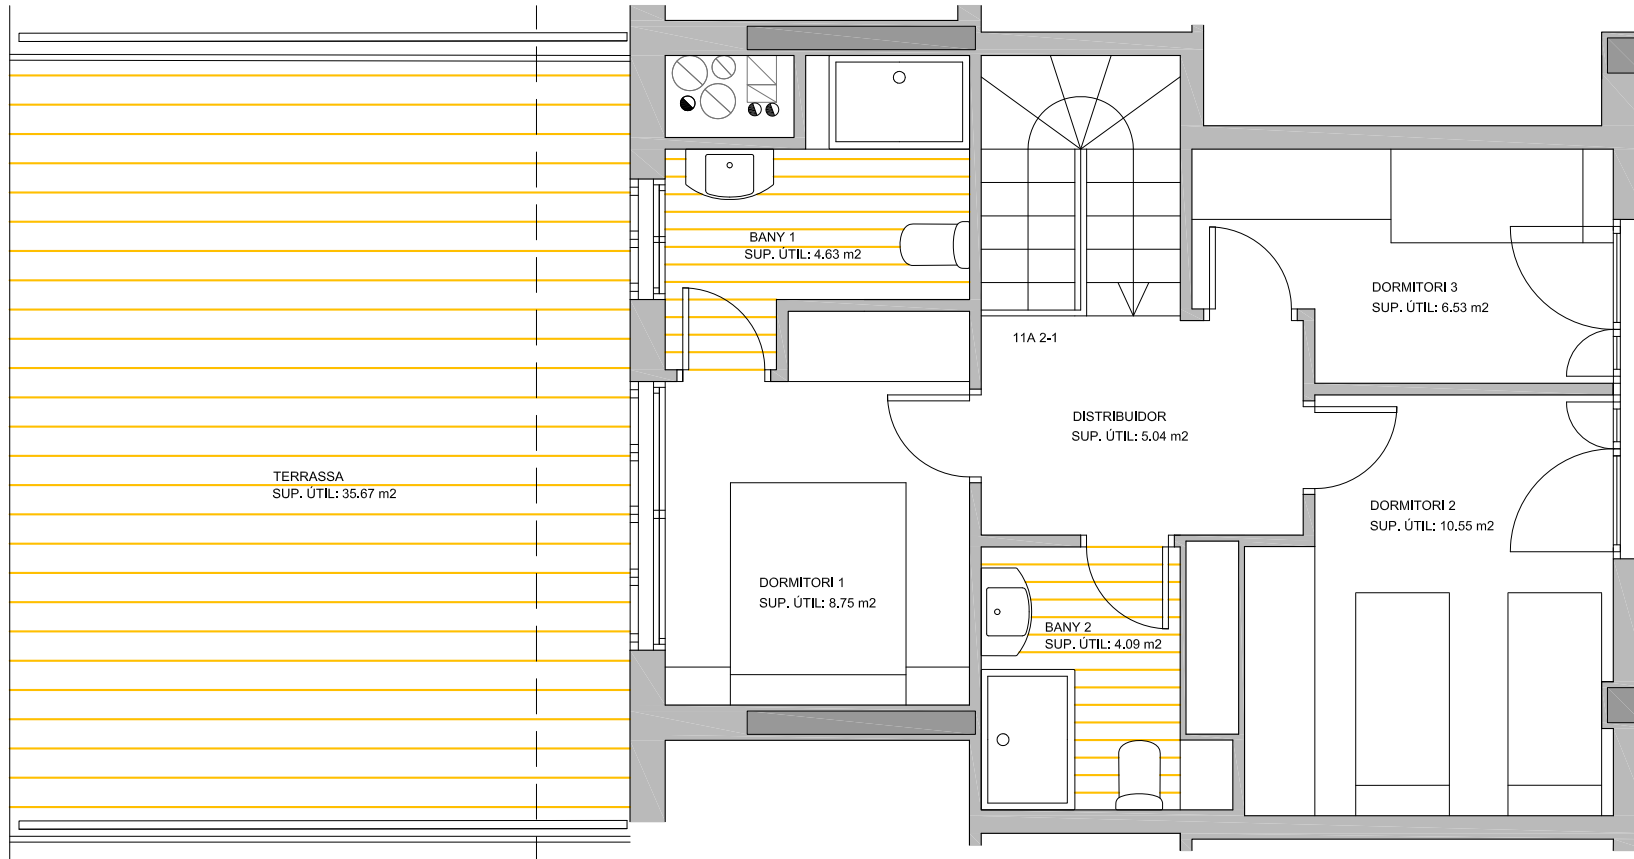 BANY 1
SUP. ÚTIL: 4.63 m2
DORMITORI 3
SUP. ÚTIL: 6.53 m2
11A 2-1
DISTRIBUIDOR
SUP. ÚTIL: 5.04 m2
TERRASSA
SUP. ÚTIL: 35.67 m2
DORMITORI 2
SUP. ÚTIL: 10.55 m2
DORMITORI 1
SUP. ÚTIL: 8.75 m2
BANY 2
SUP. ÚTIL: 4.09 m2